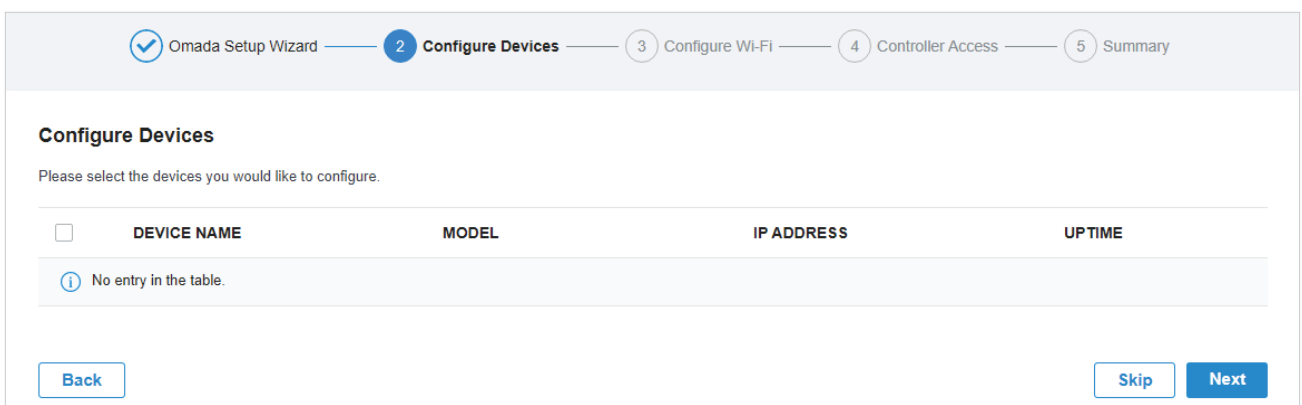 Omada Setup Wizard 2 Configure Devices 3 Configure Wi-Fi 4 Controller Access 5 Summary
Configure Devices
Please select the devices you would like to configure.
DEVICE NAME MODEL IP ADDRESS UPTIME
No entry in the table.
Back Skip Next